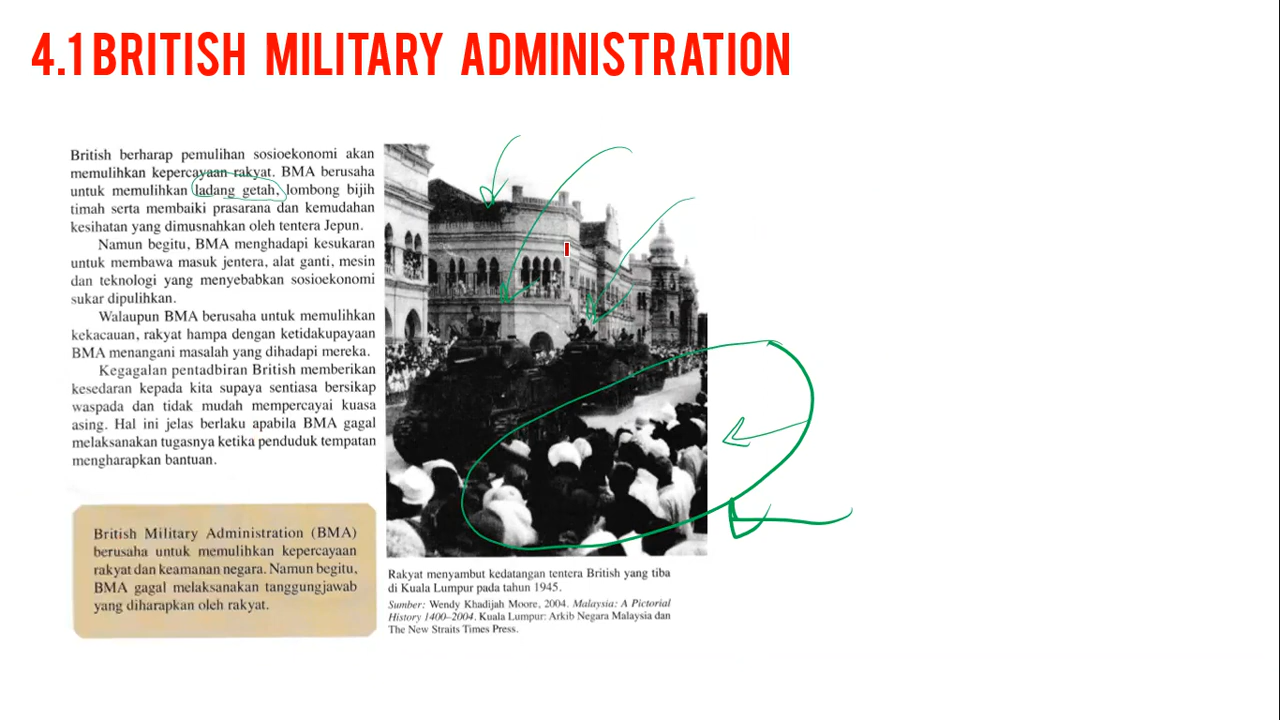 4.1 BRITISH MILITARY ADMINISTRATION
British berharap pemulihan sosioekonomi akan
memulihkan kepercayaan rakyat. BMA berusaha
untuk memulihkan ladang getah, lombong bijih
timah serta membaiki prasarana dan kemudahan
kesihatan yang dimusnahkan oleh tentera Jepun.
Namun begitu, BMA menghadapi kesukaran
untuk membawa masuk jentera, alat ganti, mesin
dan teknologi yang menyebabkan sosioekonomi
sukar dipulihkan.
Walaupun BMA berusaha untuk memulihkan
kekacauan, rakyat hampa dengan ketidakupayaan
BMA menangani masalah yang dihadapi mereka.
Kegagalan pentadbiran British memberikan
kesedaran kepada kita supaya sentiasa bersikap
waspada dan tidak mudah mempercayai kuasa
asing. Hal ini jelas berlaku apabila BMA gagal
melaksanakan tugasnya ketika penduduk tempatan
mengharapkan bantuan.
British Military Administration (BMA)
berusaha untuk memulihkan kepercayaan
rakyat dan keamanan negara. Namun begitu,
BMA gagal melaksanakan tanggungjawab
yang diharapkan oleh rakyat.
Rakyat menyambut kedatangan tentera British yang tiba
di Kuala Lumpur pada tahun 1945.
Sumber: Wendy Khadijah Moore, 2004. Malaysia: A Pictorial
History 1400–2004. Kuala Lumpur: Arkib Negara Malaysia dan
The New Straits Times Press.